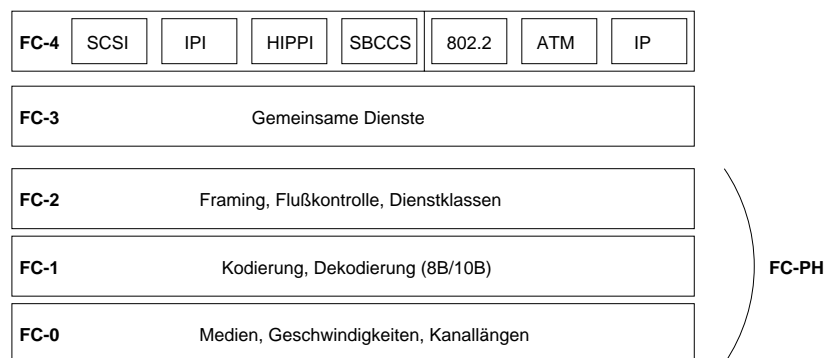 FC-4 SCSI IPI HIPPI SBCCS 802.2 ATM IP
FC-3 Gemeinsame Dienste
FC-2 Framing, Flußkontrolle, Dienstklassen
FC-1 Kodierung, Dekodierung (8B/10B) FC-PH
FC-0 Medien, Geschwindigkeiten, Kanallängen